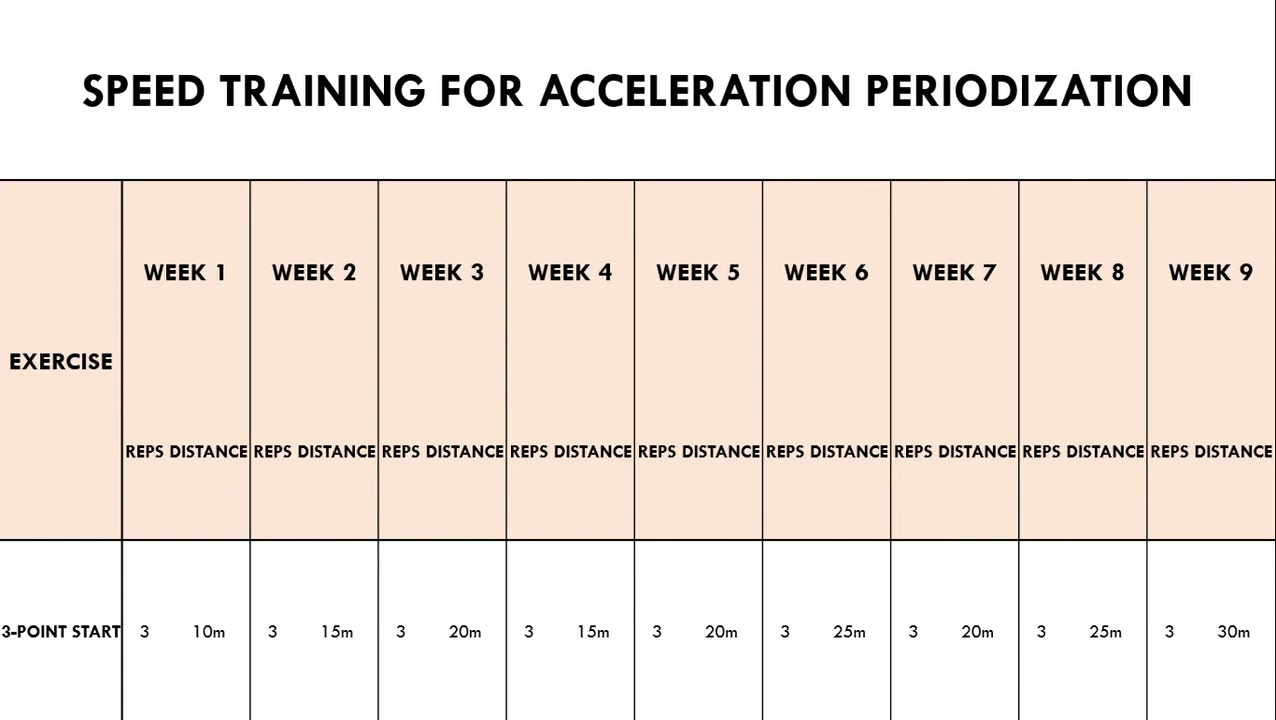 SPEED TRAINING FOR ACCELERATION PERIODIZATION
WEEK 1 WEEK 2 WEEK 3 WEEK 4 WEEK 5 WEEK 6 WEEK 7 WEEK 8 WEEK 9
EXERCISE
REPS DISTANCE REPS DISTANCE REPS DISTANCE REPS DISTANCE REPS DISTANCE REPS DISTANCE REPS DISTANCE REPS DISTANCE REPS DISTANCE
3-POINT START 3 10m 3 15m 3 20m 3 15m 3 20m 3 25m 3 20m 3 25m 3 30m